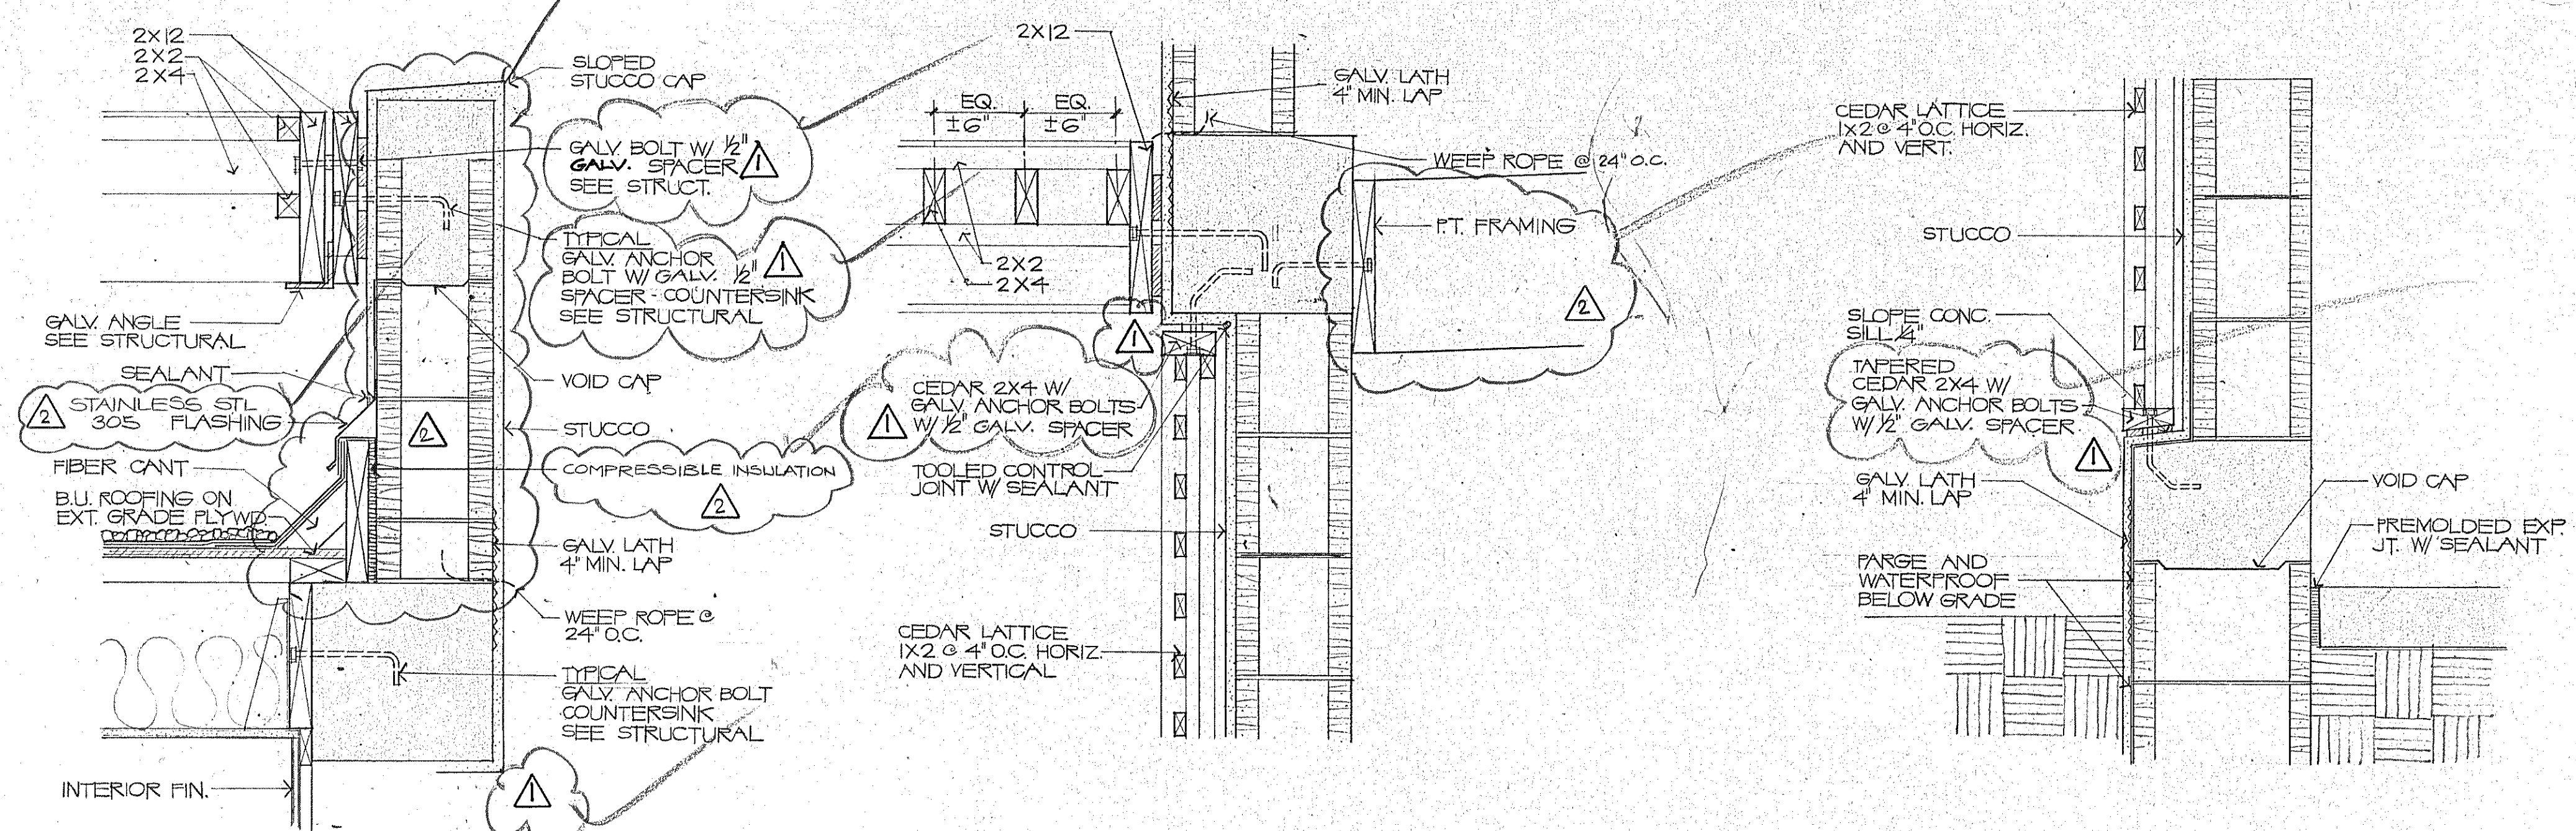 2X12
2X2
2X4
SLOPED
STUCCO CAP
GALV. BOLT W/ 1/2"
GALV. SPACER
SEE STRUCT.
1
TYPICAL
GALV. ANCHOR
BOLT W/ GALV. 1/2"
SPACER - COUNTERSINK
SEE STRUCTURAL
1
GALV. ANGLE
SEE STRUCTURAL
SEALANT
2
STAINLESS STL
305 FLASHING
FIBER CANT
B.U. ROOFING ON
EXT. GRADE PLYWD.
INTERIOR FIN.
VOID CAP
2
STUCCO
COMPRESSIBLE INSULATION
2
GALV. LATH
4" MIN. LAP
WEEP ROPE @
24" O.C.
TYPICAL
GALV. ANCHOR BOLT
COUNTERSINK
SEE STRUCTURAL
1
2X12
EQ.
±6"
EQ.
±6"
GALV. LATH
4" MIN. LAP
WEEP ROPE @ 24" O.C.
P.T. FRAMING
2
2X2
2X4
1
CEDAR 2X4 W/
GALV. ANCHOR BOLTS
W/ 1/2" GALV. SPACER
1
TOOLED CONTROL
JOINT W/ SEALANT
STUCCO
CEDAR LATTICE
1X2 @ 4" O.C. HORIZ.
AND VERTICAL
CEDAR LATTICE
1X2 @ 4" O.C. HORIZ.
AND VERT.
STUCCO
SLOPE CONC.
SILL 1/4"
TAPERED
CEDAR 2X4 W/
GALV. ANCHOR BOLTS
W/ 1/2" GALV. SPACER
1
GALV. LATH
4" MIN. LAP
PARGE AND
WATERPROOF
BELOW GRADE
VOID CAP
PREMOLDED EXP.
JT. W/ SEALANT